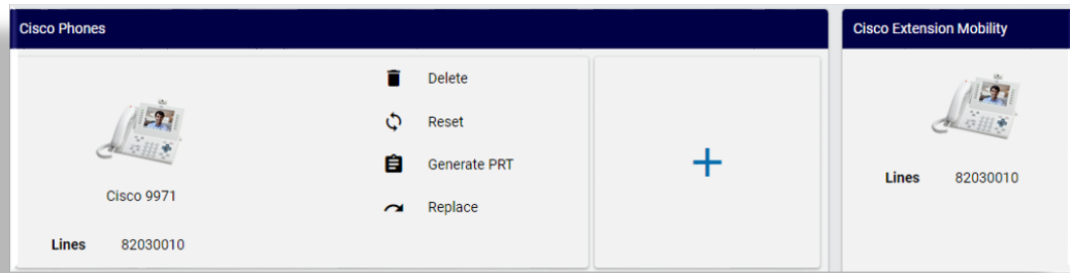 Cisco Phones
Delete
Reset
Generate PRT
Replace
Cisco 9971
Lines 82030010
Cisco Extension Mobility
Lines 82030010